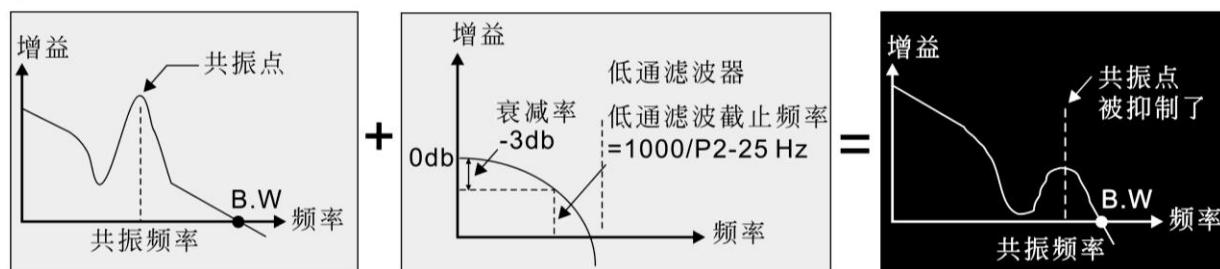 增益
共振点
B.W
频率
共振频率
+
增益
低通滤波器
衰减率
-3db
低通滤波截止频率
=1000/P2-25 Hz
0db
频率
=
增益
共振点
被抑制了
B.W
频率
共振频率